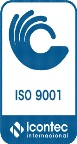 ISO 9001
icontec
internacional